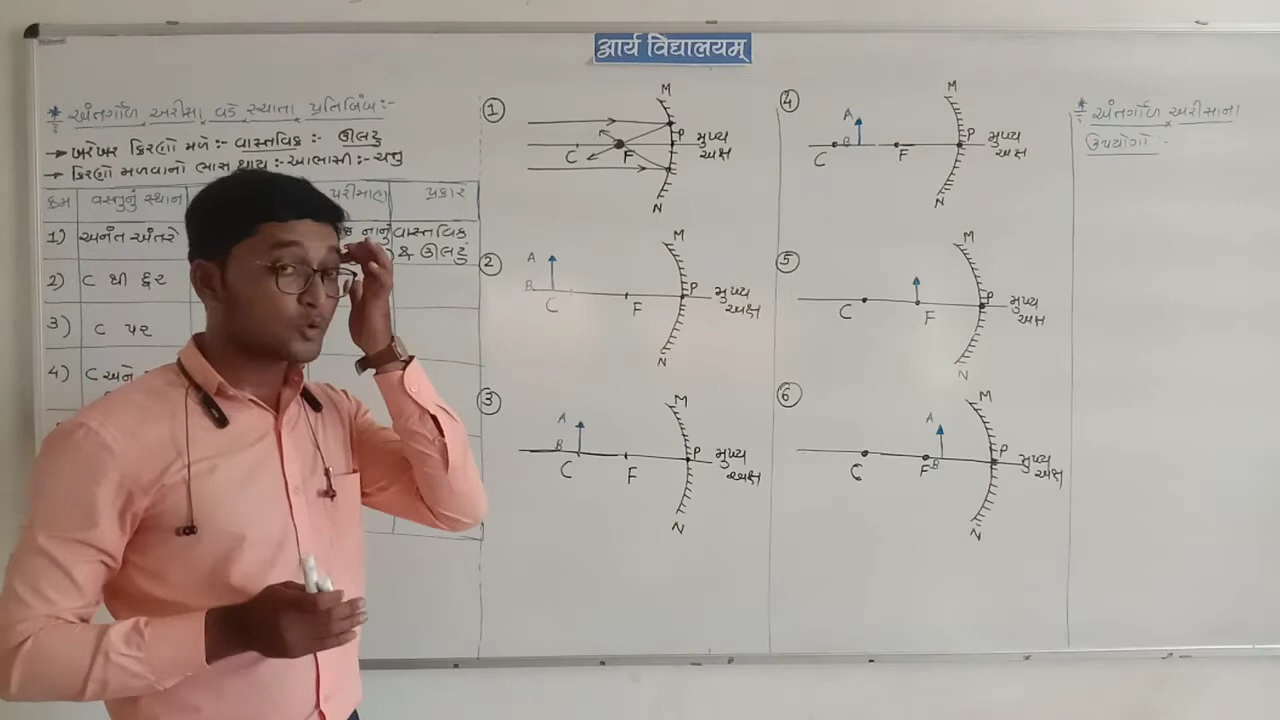 આર્ય વિદ્યાલયમ્
* અંતર્ગોળ અરીસા વડે રચાતા પ્રતિબિંબ:-
→ ખરેખર કિરણો મળે:- વાસ્તવિક:- ઊલટુ
→ કિરણો મળવાનો ભાસ થાય:- આભાસી:- ચત્તુ
ક્રમ વસ્તુનું સ્થાન પરીમાણ પ્રકાર
1) અનંત અંતરે નાનું વાસ્તવિક
& ઊલટું
2) C થી દૂર
3) C પર
4) C અને
1 M P C F N મુખ્ય
અક્ષ
2 M A B C F P N મુખ્ય
અક્ષ
3 M A B C F P N મુખ્ય
અક્ષ
4 M A B C F P N મુખ્ય
અક્ષ
5 M C F P N મુખ્ય
અક્ષ
6 M A B C F P N મુખ્ય
અક્ષ
* અંતર્ગોળ અરીસાના
ઉપયોગો:-